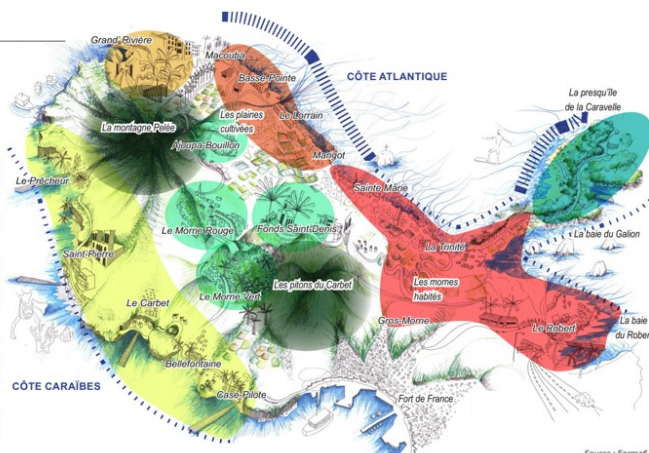 Grand' Rivière
Macouba
Basse-Pointe
CÔTE ATLANTIQUE
La presqu'île
de la Caravelle
La montagne Pelée
Les plaines
cultivées
Le Lorrain
Ajoupa-Bouillon
Marigot
Le Prêcheur
Sainte Marie
Le Morne Rouge
Fonds Saint-Denis
La baie du Galion
Saint-Pierre
La Trinité
Le Morne Vert
Les pitons du Carbet
Les mornes
habités
Le Carbet
Gros-Morne
Le Robert
La baie
du Rober
Bellefontaine
CÔTE CARAÏBES
Case-Pilote
Fort de France